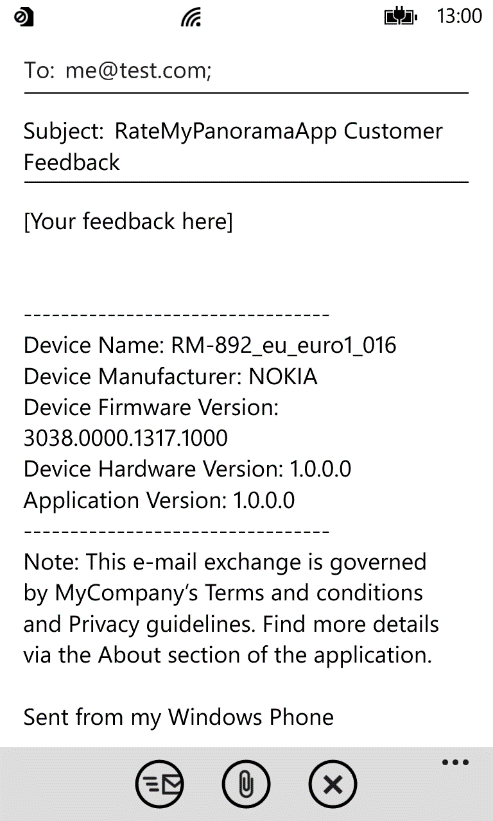 13:00
To: me@test.com;
Subject: RateMyPanoramaApp Customer
Feedback
[Your feedback here]
---------------------------------
Device Name: RM-892_eu_euro1_016
Device Manufacturer: NOKIA
Device Firmware Version:
3038.0000.1317.1000
Device Hardware Version: 1.0.0.0
Application Version: 1.0.0.0
---------------------------------
Note: This e-mail exchange is governed
by MyCompany's Terms and conditions
and Privacy guidelines. Find more details
via the About section of the application.
Sent from my Windows Phone